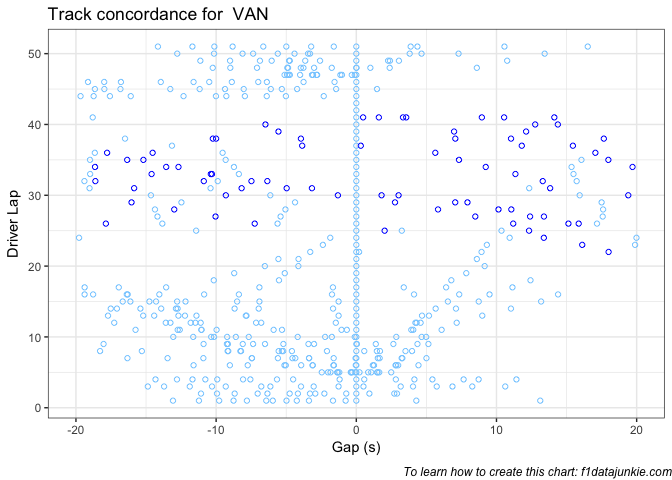 Track concordance for  VAN
50
40
30
20
10
0
Driver Lap
-20
-10
0
10
20
Gap (s)
To learn how to create this chart: f1datajunkie.com